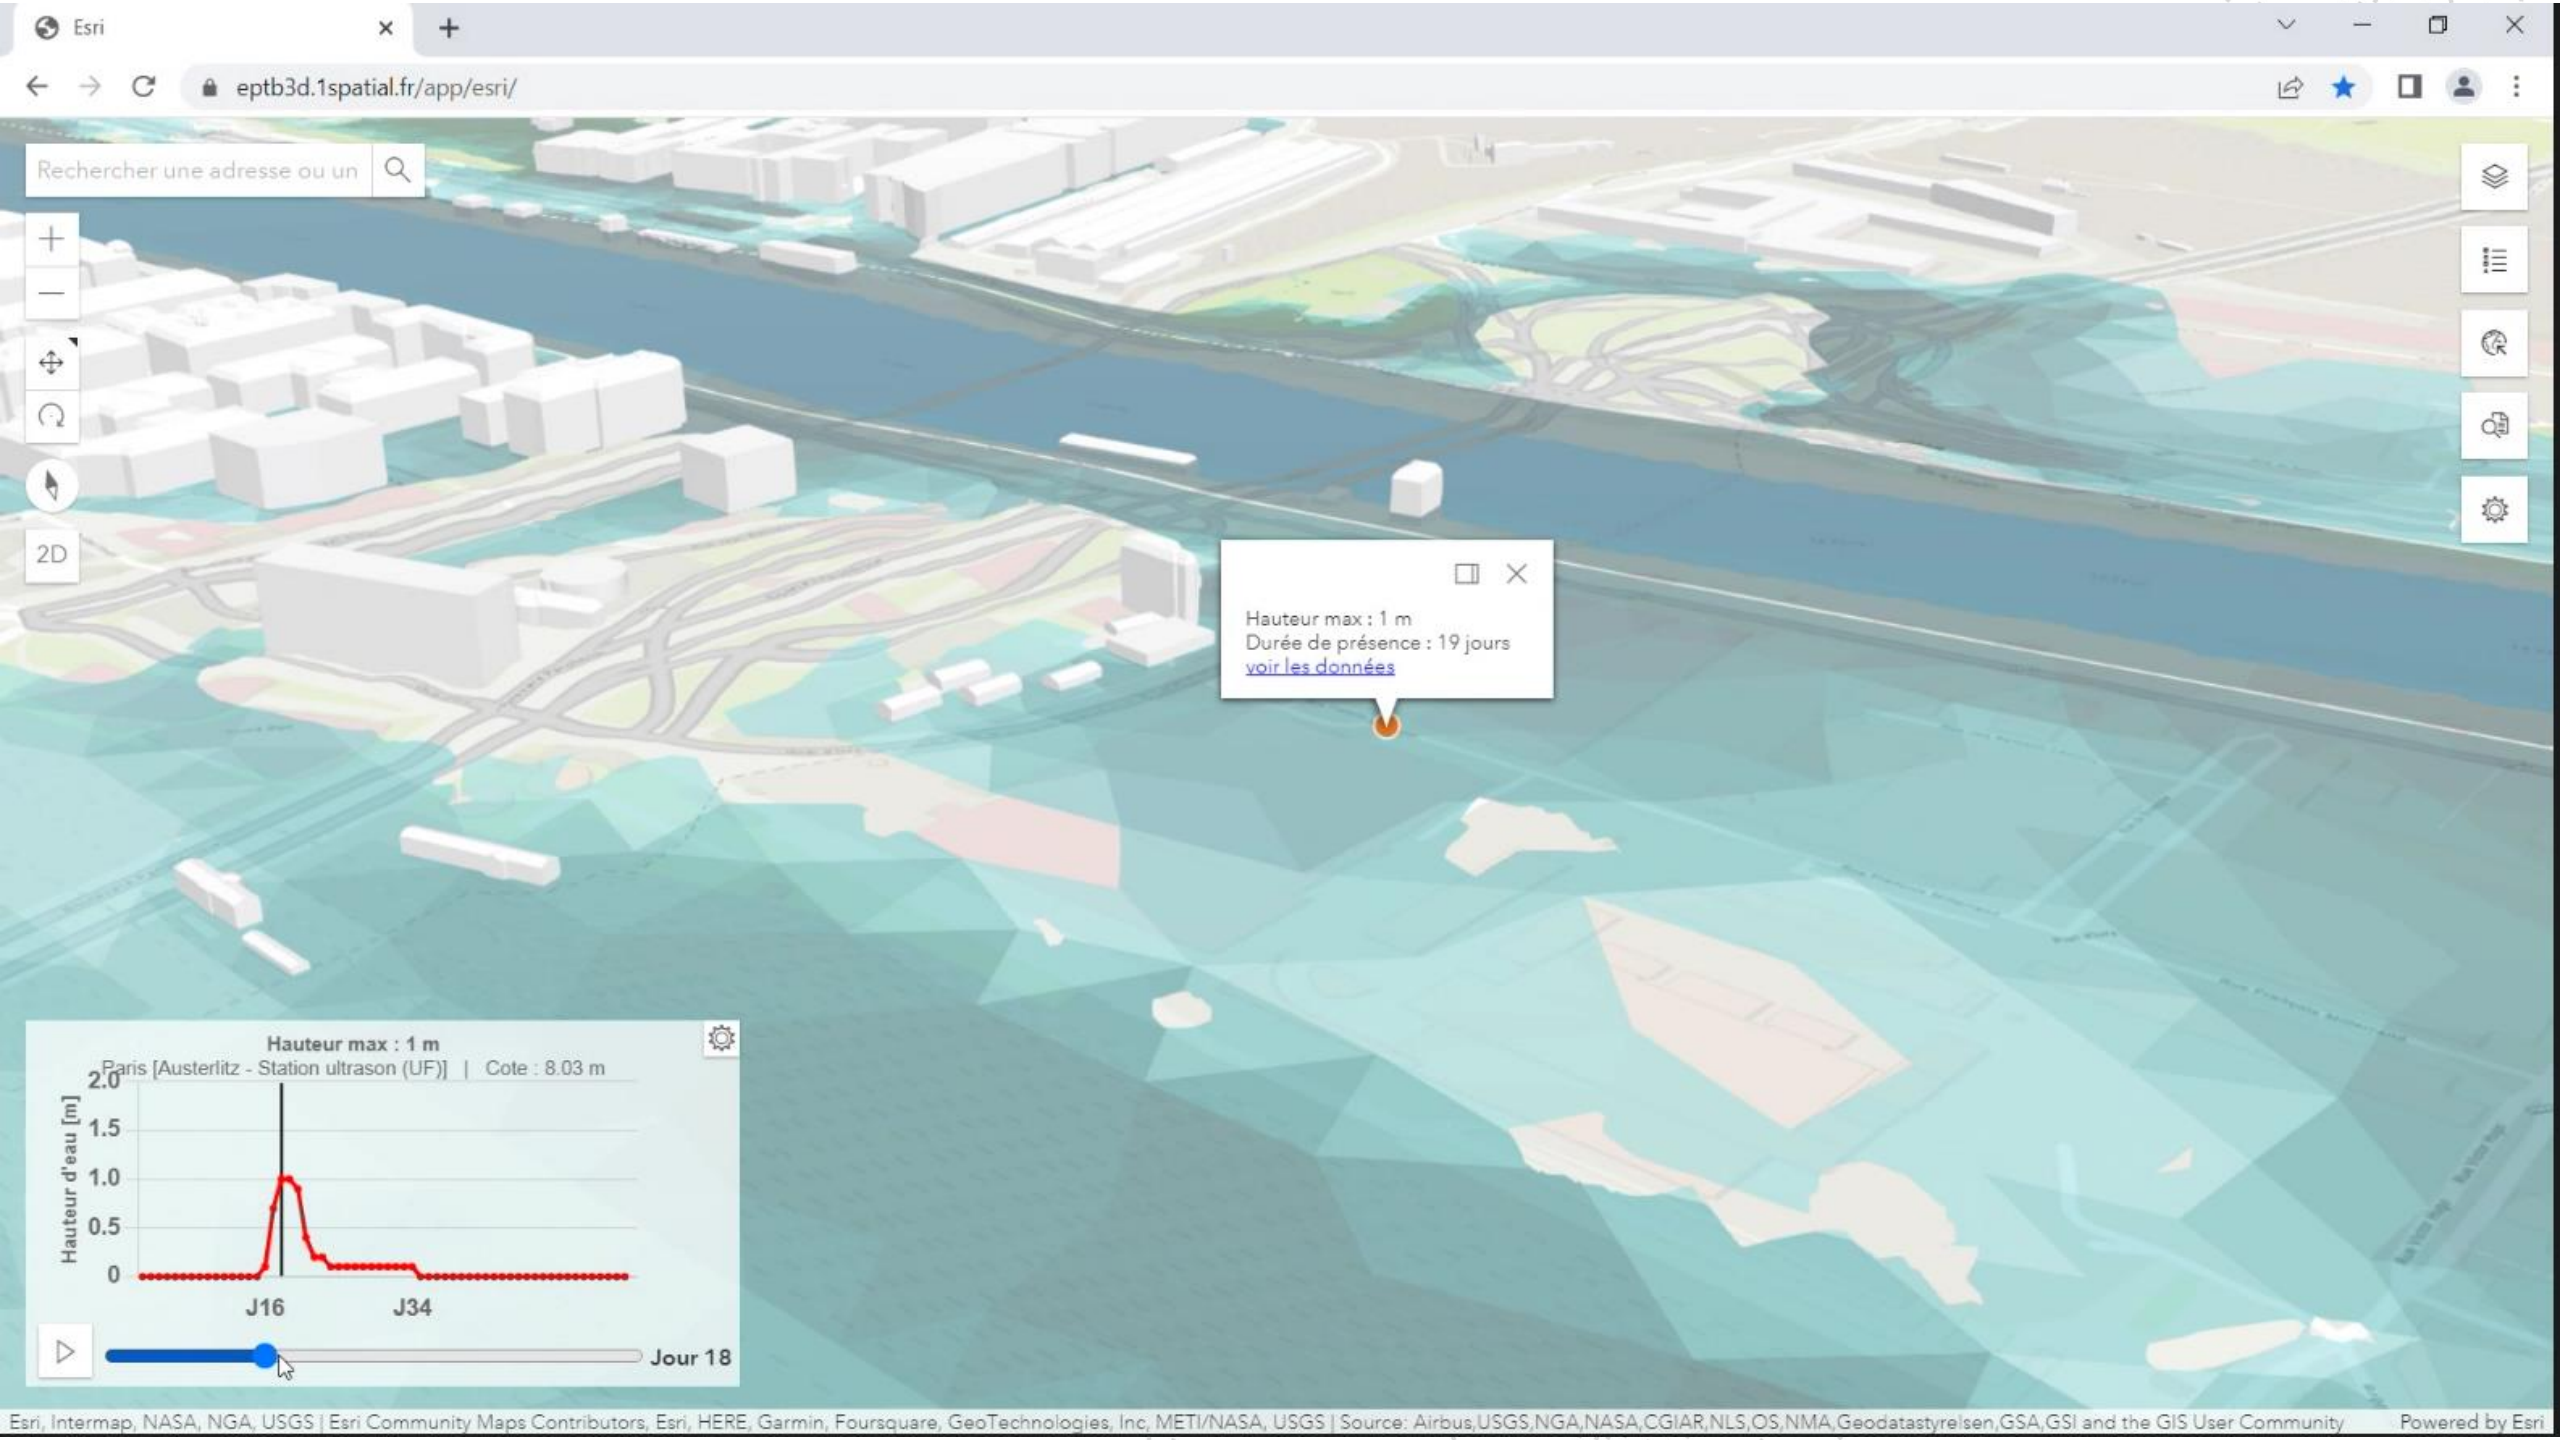 Esri
eptb3d.1spatial.fr/app/esri/
Rechercher une adresse ou un
2D
Hauteur max : 1 m
Durée de présence : 19 jours
voir les données
Hauteur max : 1 m
Paris [Austerlitz - Station ultrason (UF)] | Cote : 8.03 m
Hauteur d'eau [m]
2.0
1.5
1.0
0.5
0
J16 J34
Jour 18
Esri, Intermap, NASA, NGA, USGS | Esri Community Maps Contributors, Esri, HERE, Garmin, Foursquare, GeoTechnologies, Inc, METI/NASA, USGS | Source: Airbus,USGS,NGA,NASA,CGIAR,NLS,OS,NMA,Geodatastyrelsen,GSA,GSI and the GIS User Community Powered by Esri